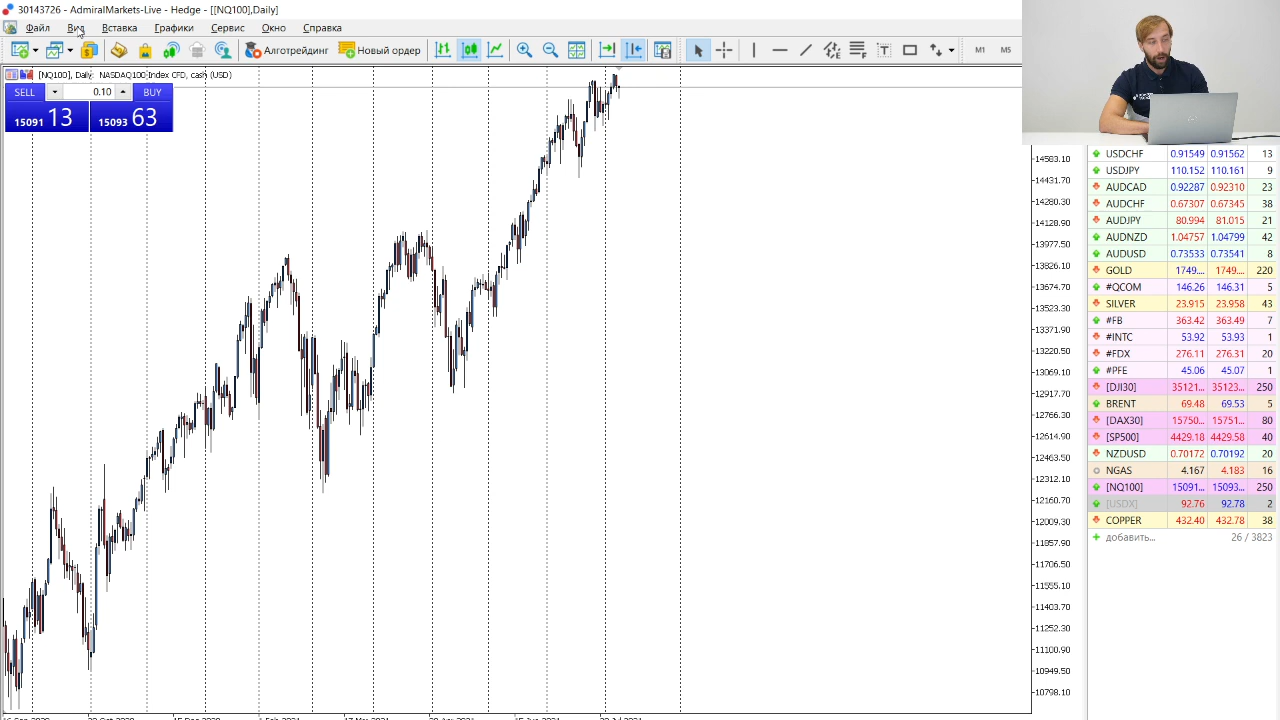 30143726 - AdmiralMarkets-Live - Hedge - [[NQ100],Daily]
Файл Вид Вставка Графики Сервис Окно Справка
Алготрейдинг Новый ордер M1 M5
[NQ100], Daily: NASDAQ100 Index CFD, cash (USD)
SELL 0.10 BUY
15091 13 15093 63
14583.10
14431.70
14280.30
14128.90
13977.50
13826.10
13674.70
13523.30
13371.90
13220.50
13069.10
12917.70
12766.30
12614.90
12463.50
12312.10
12160.70
12009.30
11857.90
11706.50
11555.10
11403.70
11252.30
11100.90
10949.50
10798.10
USDCHF 0.91549 0.91562 13
USDJPY 110.152 110.161 9
AUDCAD 0.92287 0.92310 23
AUDCHF 0.67307 0.67345 38
AUDJPY 80.994 81.015 21
AUDNZD 1.04757 1.04799 42
AUDUSD 0.73533 0.73541 8
GOLD 1749.... 1749.... 220
#QCOM 146.26 146.31 5
SILVER 23.915 23.958 43
#FB 363.42 363.49 7
#INTC 53.92 53.93 1
#FDX 276.11 276.31 20
#PFE 45.06 45.07 1
[DJI30] 35121... 35123... 250
BRENT 69.48 69.53 5
[DAX30] 15750... 15751... 80
[SP500] 4429.18 4429.58 40
NZDUSD 0.70172 0.70192 20
NGAS 4.167 4.183 16
[NQ100] 15091... 15093... 250
[USDX] 92.76 92.78 2
COPPER 432.40 432.78 38
добавить... 26 / 3823